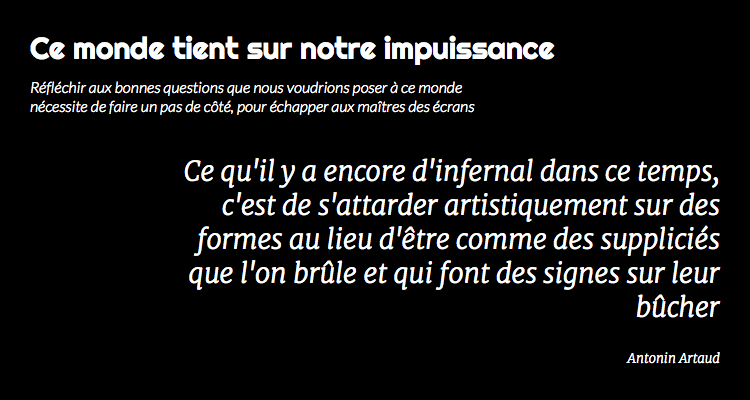 Ce monde tient sur notre impuissance
Réfléchir aux bonnes questions que nous voudrions poser à ce monde
nécessite de faire un pas de côté, pour échapper aux maîtres des écrans
Ce qu'il y a encore d'infernal dans ce temps,
c'est de s'attarder artistiquement sur des
formes au lieu d'être comme des suppliciés
que l'on brûle et qui font des signes sur leur
bûcher
Antonin Artaud